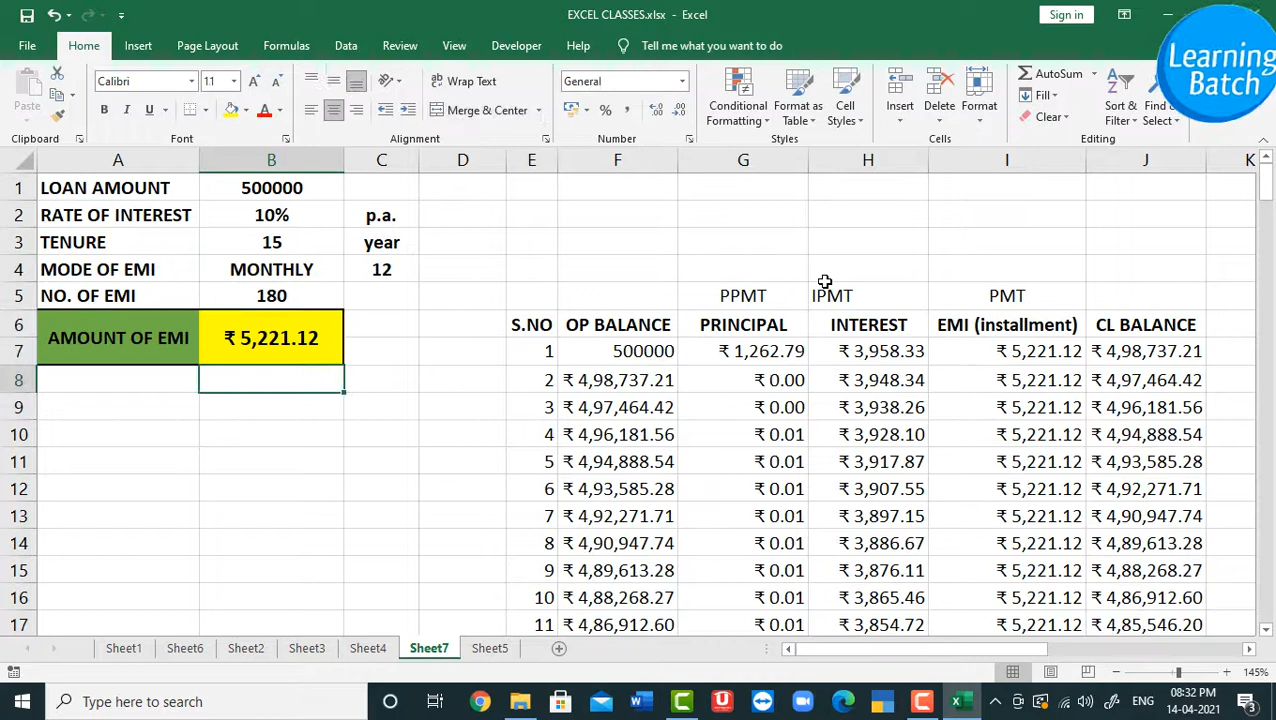 EXCEL CLASSES.xlsx - Excel
Sign in
Learning
Batch
File Home Insert Page Layout Formulas Data Review View Developer Help Tell me what you want to do
Calibri 11 A A Wrap Text General AutoSum
Paste B I U A Merge & Center % Conditional Formatting Format as Table Cell Styles Insert Delete Format Fill Clear Sort & Filter
Clipboard Font Alignment Number Styles Cells Editing
A B C D E F G H I J K
1 LOAN AMOUNT 500000
2 RATE OF INTEREST 10% p.a.
3 TENURE 15 year
4 MODE OF EMI MONTHLY 12
5 NO. OF EMI 180 PPMT IPMT PMT
6 AMOUNT OF EMI ₹ 5,221.12 S.NO OP BALANCE PRINCIPAL INTEREST EMI (installment) CL BALANCE
7 1 500000 ₹ 1,262.79 ₹ 3,958.33 ₹ 5,221.12 ₹ 4,98,737.21
8 2 ₹ 4,98,737.21 ₹ 0.00 ₹ 3,948.34 ₹ 5,221.12 ₹ 4,97,464.42
9 3 ₹ 4,97,464.42 ₹ 0.00 ₹ 3,938.26 ₹ 5,221.12 ₹ 4,96,181.56
10 4 ₹ 4,96,181.56 ₹ 0.01 ₹ 3,928.10 ₹ 5,221.12 ₹ 4,94,888.54
11 5 ₹ 4,94,888.54 ₹ 0.01 ₹ 3,917.87 ₹ 5,221.12 ₹ 4,93,585.28
12 6 ₹ 4,93,585.28 ₹ 0.01 ₹ 3,907.55 ₹ 5,221.12 ₹ 4,92,271.71
13 7 ₹ 4,92,271.71 ₹ 0.01 ₹ 3,897.15 ₹ 5,221.12 ₹ 4,90,947.74
14 8 ₹ 4,90,947.74 ₹ 0.01 ₹ 3,886.67 ₹ 5,221.12 ₹ 4,89,613.28
15 9 ₹ 4,89,613.28 ₹ 0.01 ₹ 3,876.11 ₹ 5,221.12 ₹ 4,88,268.27
16 10 ₹ 4,88,268.27 ₹ 0.01 ₹ 3,865.46 ₹ 5,221.12 ₹ 4,86,912.60
17 11 ₹ 4,86,912.60 ₹ 0.01 ₹ 3,854.72 ₹ 5,221.12 ₹ 4,85,546.20
Sheet1 Sheet6 Sheet2 Sheet3 Sheet4 Sheet7 Sheet5
145%
Type here to search ENG 08:32 PM
14-04-2021 3